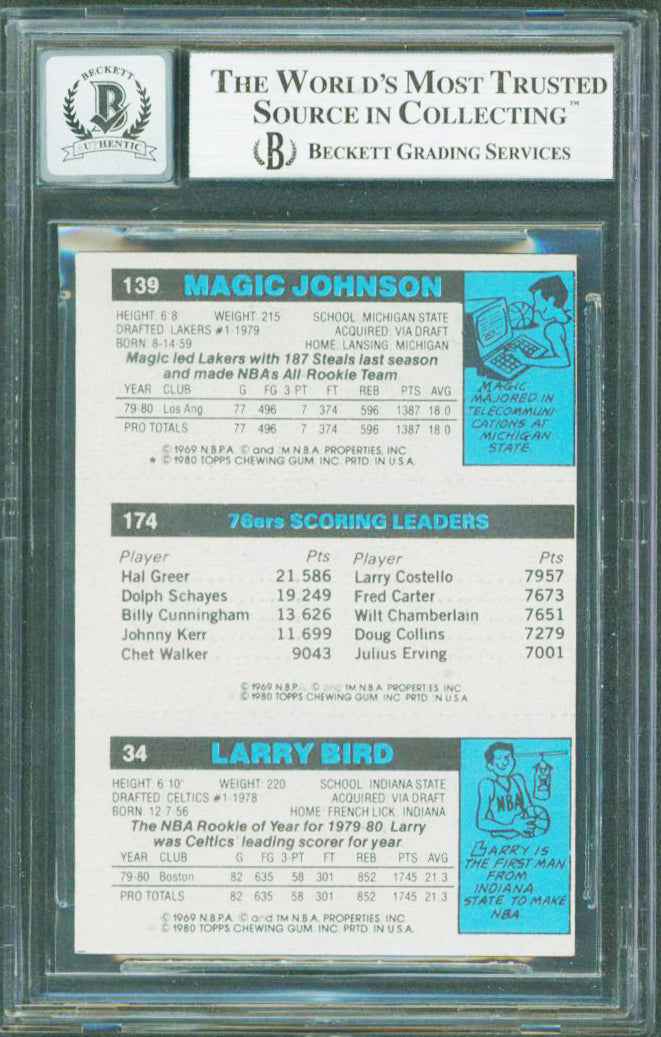 BECKETT
B
AUTHENTIC
THE WORLD'S MOST TRUSTED
SOURCE IN COLLECTING™
B BECKETT GRADING SERVICES
139 MAGIC JOHNSON
HEIGHT: 6'8 WEIGHT: 215 SCHOOL: MICHIGAN STATE
DRAFTED: LAKERS #1-1979 ACQUIRED: VIA DRAFT
BORN: 8-14-59 HOME: LANSING, MICHIGAN
Magic led Lakers with 187 Steals last season
and made NBAs All-Rookie Team
YEAR CLUB G FG 3-PT FT REB PTS AVG
79-80 Los Ang 77 496 7 374 596 1387 18.0
PRO TOTALS 77 496 7 374 596 1387 18.0
© 1969 N.B.P.A. © and TM N.B.A. PROPERTIES, INC.
★ © 1980 TOPPS CHEWING GUM, INC. PRTD. IN U.S.A.
MAGIC
MAJORED IN
TELECOMMUNI-
CATIONS AT
MICHIGAN
STATE.
174 76ers SCORING LEADERS
Player Pts Player Pts
Hal Greer 21,586 Larry Costello 7957
Dolph Schayes 19,249 Fred Carter 7673
Billy Cunningham 13,626 Wilt Chamberlain 7651
Johnny Kerr 11,699 Doug Collins 7279
Chet Walker 9043 Julius Erving 7001
© 1969 N.B.P. © and TM N.B.A. PROPERTIES, INC.
© 1980 TOPPS CHEWING GUM, INC. PRTD. IN U.S.A.
34 LARRY BIRD
HEIGHT: 6'10" WEIGHT: 220 SCHOOL: INDIANA STATE
DRAFTED: CELTICS #1-1978 ACQUIRED: VIA DRAFT
BORN: 12-7-56 HOME: FRENCH LICK, INDIANA
The NBA Rookie of Year for 1979-80, Larry
was Celtics' leading scorer for year.
YEAR CLUB G FG 3-PT FT REB PTS AVG
79-80 Boston 82 635 58 301 852 1745 21.3
PRO TOTALS 82 635 58 301 852 1745 21.3
© 1969 N.B.P.A. © and TM N.B.A. PROPERTIES, INC.
© 1980 TOPPS CHEWING GUM, INC. PRTD. IN U.S.A.
NBA
LARRY IS
THE FIRST MAN
FROM
INDIANA
STATE TO MAKE
NBA.